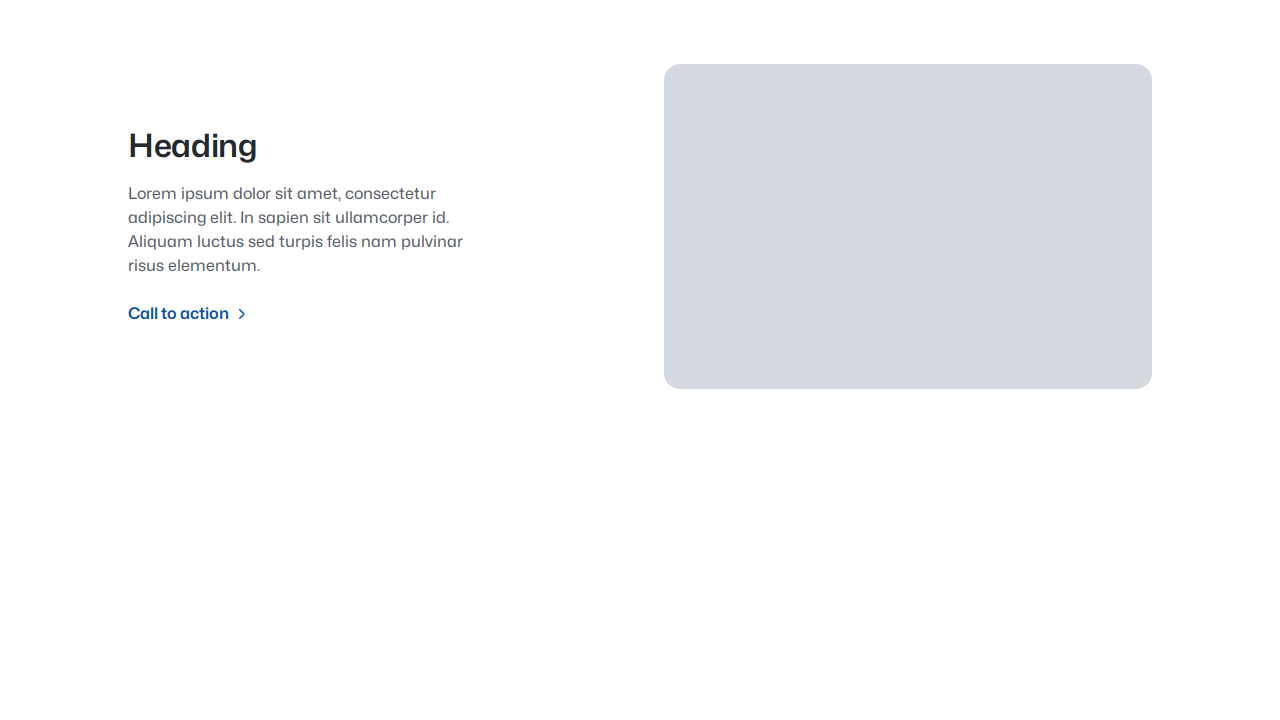 Heading
Lorem ipsum dolor sit amet, consectetur
adipiscing elit. In sapien sit ullamcorper id.
Aliquam luctus sed turpis felis nam pulvinar
risus elementum.
Call to action